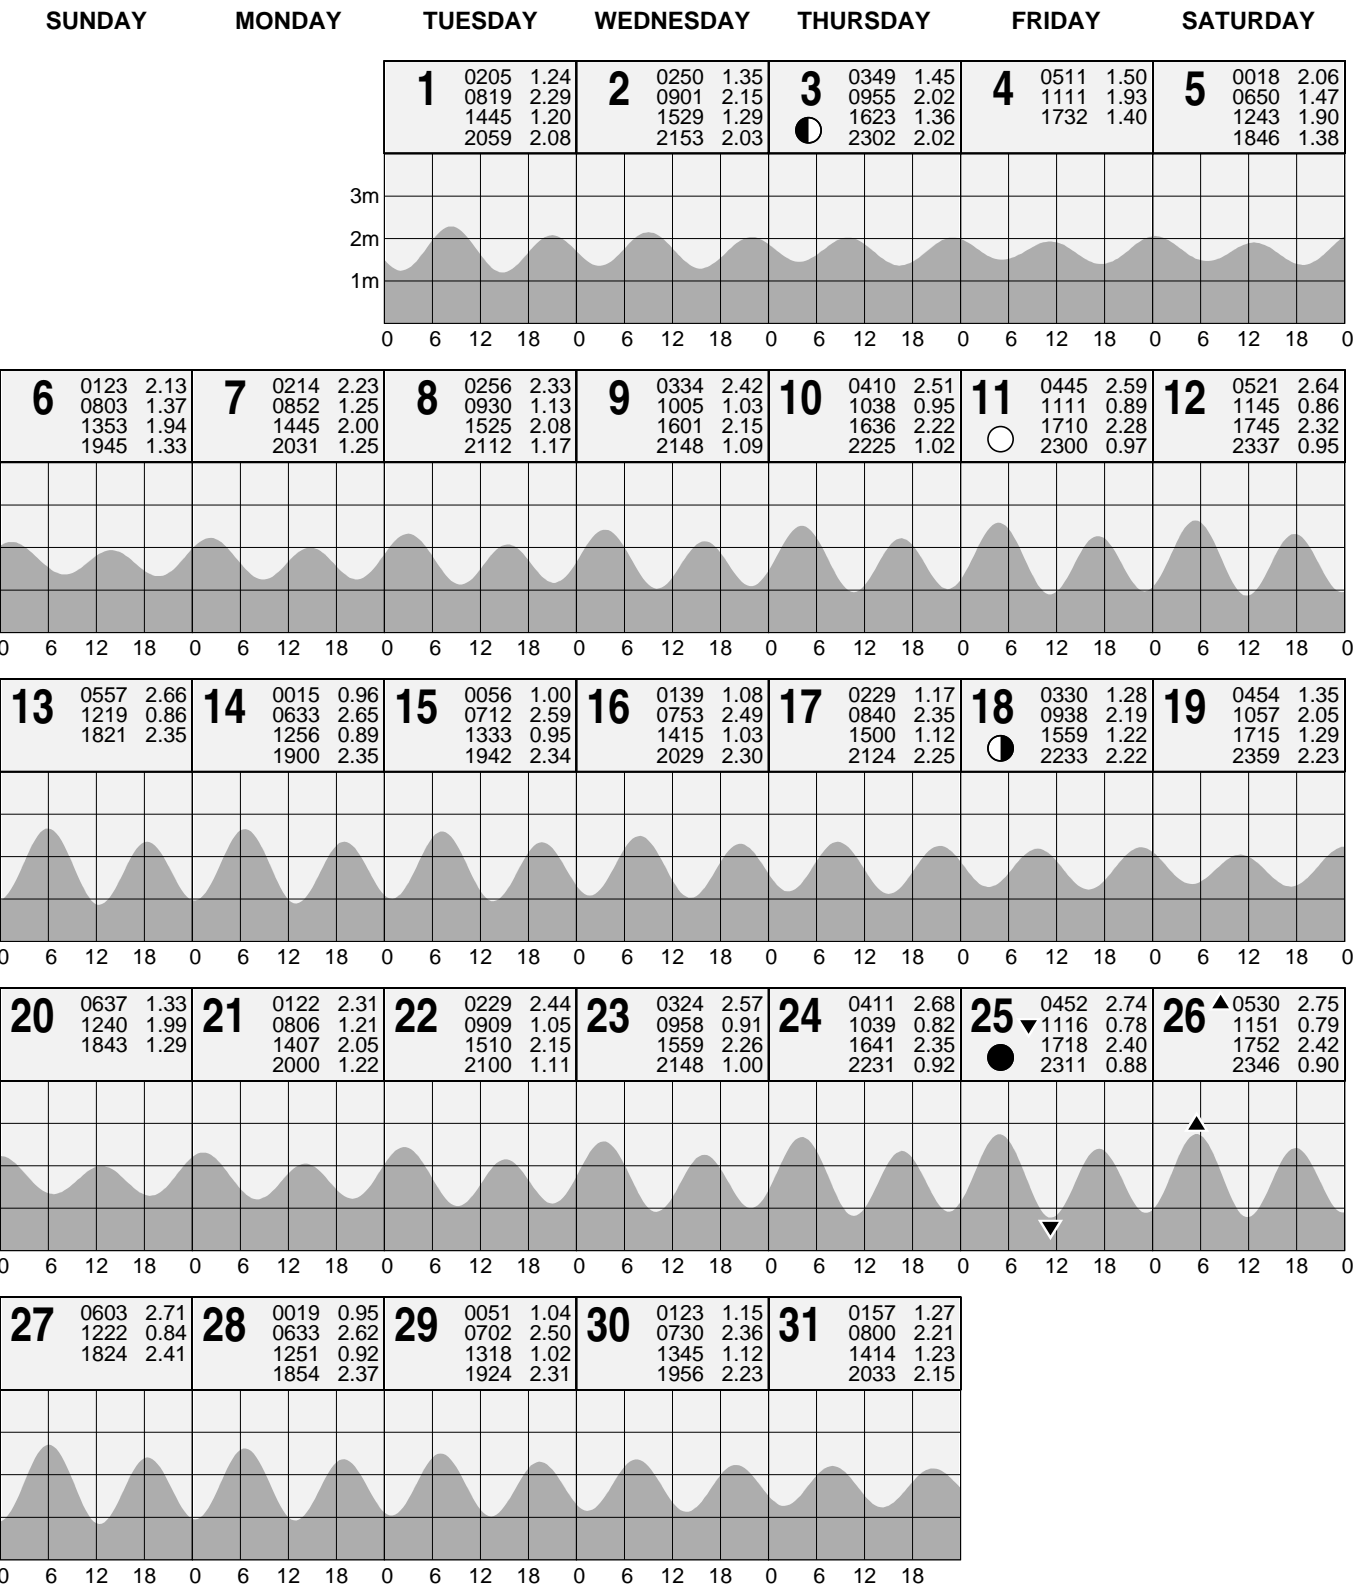 SUNDAY MONDAY TUESDAY WEDNESDAY THURSDAY FRIDAY SATURDAY
1 0205 1.24 2 0250 1.35 3 0349 1.45 4 0511 1.50 5 0018 2.06
0819 2.29 0901 2.15 0955 2.02 1111 1.93 0650 1.47
1445 1.20 1529 1.29 1623 1.36 1732 1.40 1243 1.90
2059 2.08 2153 2.03 2302 2.02 1846 1.38
3m
2m
1m
0 6 12 18 0 6 12 18 0 6 12 18 0 6 12 18 0 6 12 18 0
6 0123 2.13 7 0214 2.23 8 0256 2.33 9 0334 2.42 10 0410 2.51 11 0445 2.59 12 0521 2.64
0803 1.37 0852 1.25 0930 1.13 1005 1.03 1038 0.95 1111 0.89 1145 0.86
1353 1.94 1445 2.00 1525 2.08 1601 2.15 1636 2.22 1710 2.28 1745 2.32
1945 1.33 2031 1.25 2112 1.17 2148 1.09 2225 1.02 2300 0.97 2337 0.95
0 6 12 18 0 6 12 18 0 6 12 18 0 6 12 18 0 6 12 18 0 6 12 18 0 6 12 18 0
13 0557 2.66 14 0015 0.96 15 0056 1.00 16 0139 1.08 17 0229 1.17 18 0330 1.28 19 0454 1.35
1219 0.86 0633 2.65 0712 2.59 0753 2.49 0840 2.35 0938 2.19 1057 2.05
1821 2.35 1256 0.89 1333 0.95 1415 1.03 1500 1.12 1559 1.22 1715 1.29
1900 2.35 1942 2.34 2029 2.30 2124 2.25 2233 2.22 2359 2.23
0 6 12 18 0 6 12 18 0 6 12 18 0 6 12 18 0 6 12 18 0 6 12 18 0 6 12 18 0
20 0637 1.33 21 0122 2.31 22 0229 2.44 23 0324 2.57 24 0411 2.68 25 0452 2.74 26 0530 2.75
1240 1.99 0806 1.21 0909 1.05 0958 0.91 1039 0.82 1116 0.78 1151 0.79
1843 1.29 1407 2.05 1510 2.15 1559 2.26 1641 2.35 1718 2.40 1752 2.42
2000 1.22 2100 1.11 2148 1.00 2231 0.92 2311 0.88 2346 0.90
0 6 12 18 0 6 12 18 0 6 12 18 0 6 12 18 0 6 12 18 0 6 12 18 0 6 12 18 0
27 0603 2.71 28 0019 0.95 29 0051 1.04 30 0123 1.15 31 0157 1.27
1222 0.84 0633 2.62 0702 2.50 0730 2.36 0800 2.21
1824 2.41 1251 0.92 1318 1.02 1345 1.12 1414 1.23
1854 2.37 1924 2.31 1956 2.23 2033 2.15
0 6 12 18 0 6 12 18 0 6 12 18 0 6 12 18 0 6 12 18